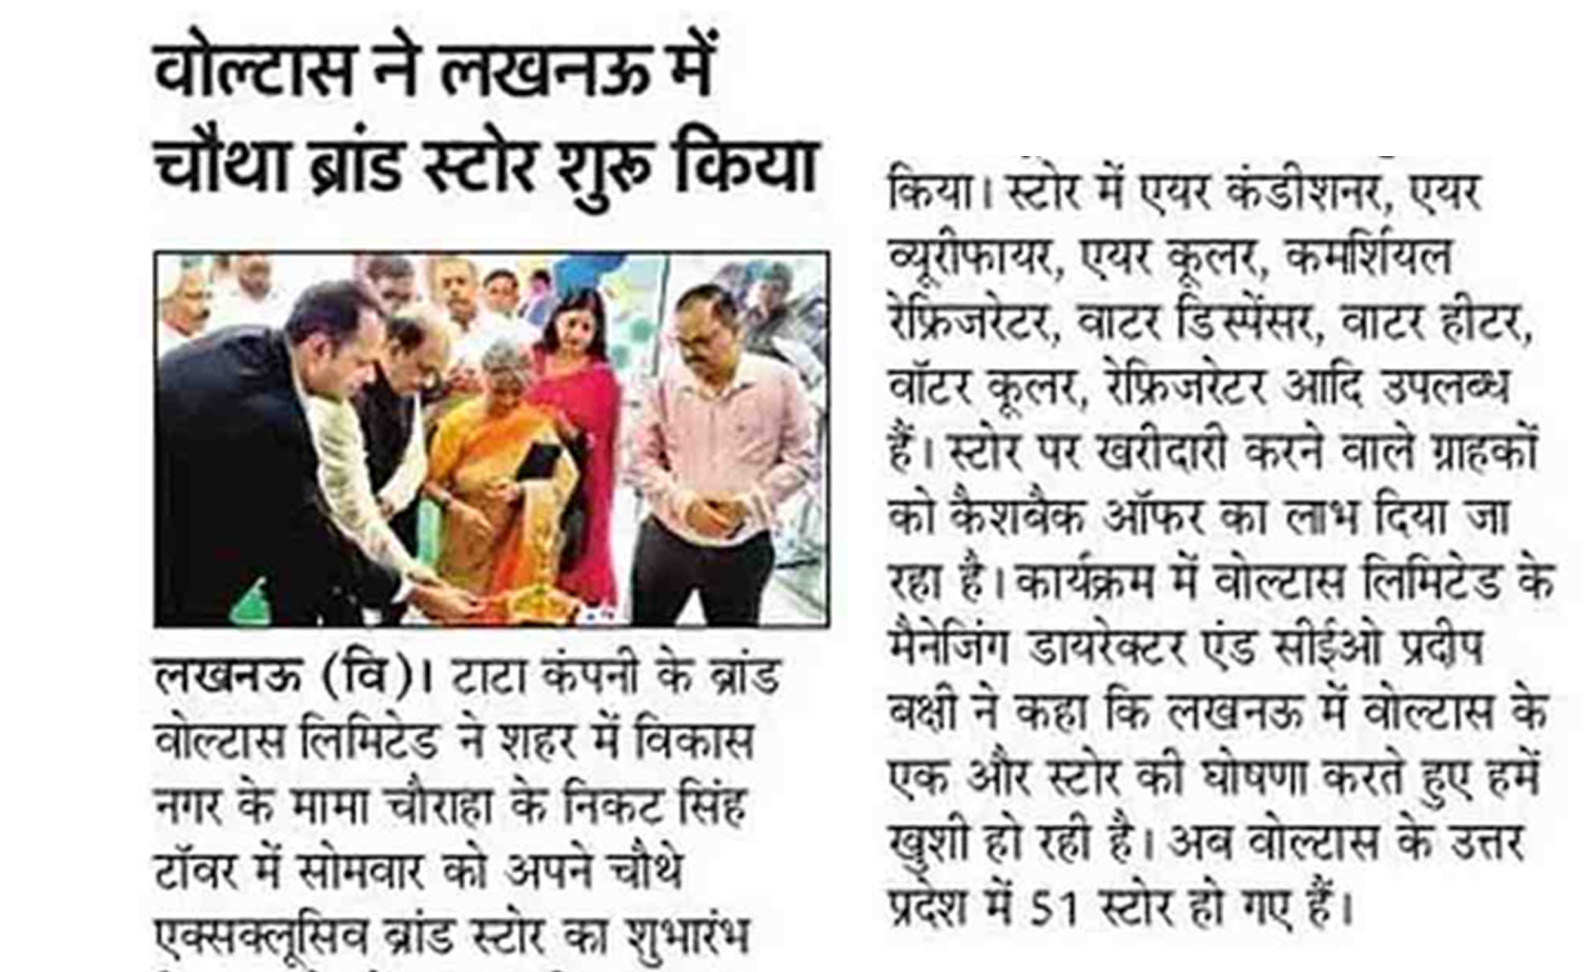 वोल्टास ने लखनऊ में
चौथा ब्रांड स्टोर शुरू किया
लखनऊ (वि)। टाटा कंपनी के ब्रांड
वोल्टास लिमिटेड ने शहर में विकास
नगर के मामा चौराहा के निकट सिंह
टॉवर में सोमवार को अपने चौथे
एक्सक्लूसिव ब्रांड स्टोर का शुभारंभ
किया। स्टोर में एयर कंडीशनर, एयर
व्यूरीफायर, एयर कूलर, कमर्शियल
रेफ्रिजरेटर, वाटर डिस्पेंसर, वाटर हीटर,
वॉटर कूलर, रेफ्रिजरेटर आदि उपलब्ध
हैं। स्टोर पर खरीदारी करने वाले ग्राहकों
को कैशबैक ऑफर का लाभ दिया जा
रहा है। कार्यक्रम में वोल्टास लिमिटेड के
मैनेजिंग डायरेक्टर एंड सीईओ प्रदीप
बक्षी ने कहा कि लखनऊ में वोल्टास के
एक और स्टोर की घोषणा करते हुए हमें
खुशी हो रही है। अब वोल्टास के उत्तर
प्रदेश में 51 स्टोर हो गए हैं।